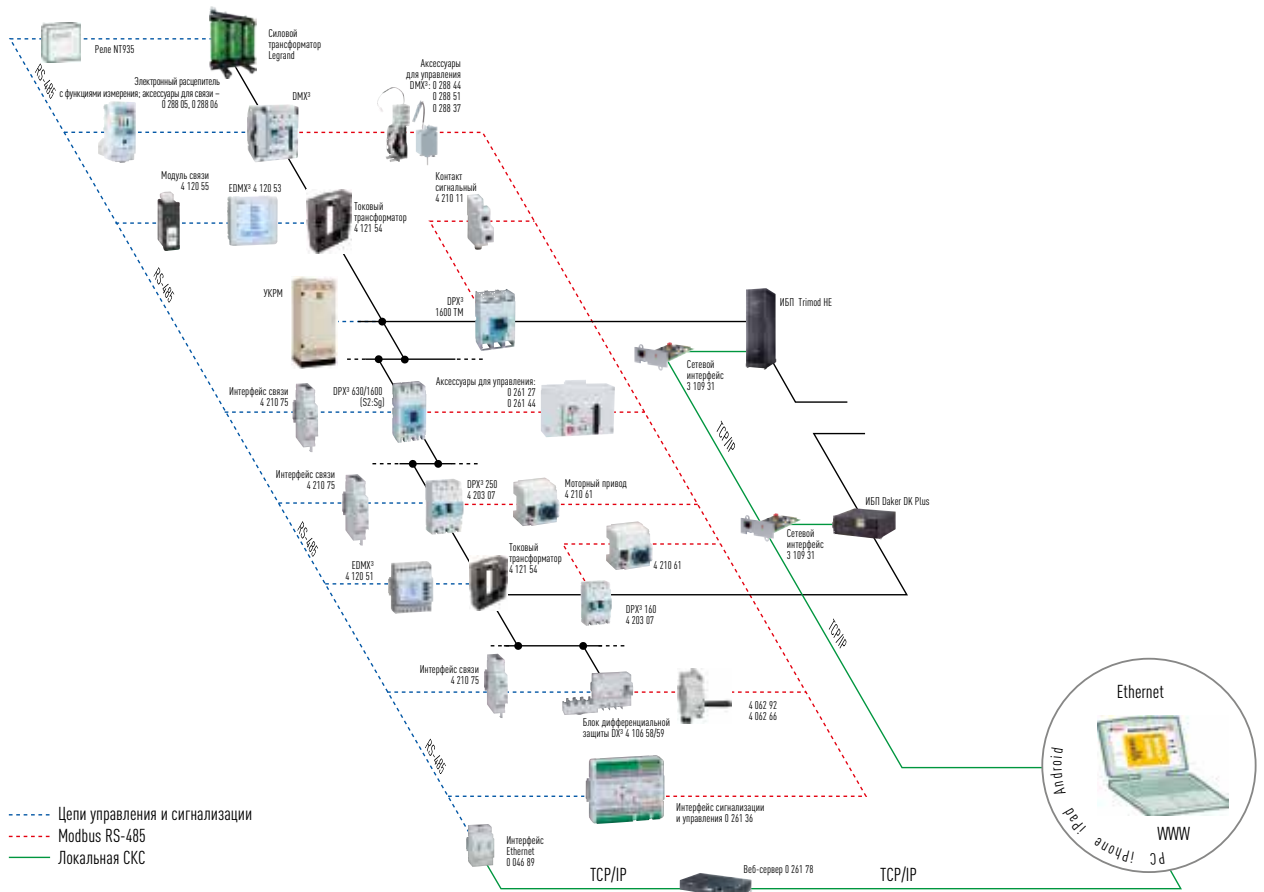 Реле NT935
Силовой
трансформатор
Legrand
RS-485
Электронный расцепитель
с функциями измерения; аксессуары для связи –
0 288 05, 0 288 06
DMX³
Аксессуары
для управления
DMX³: 0 288 44
0 288 51
0 288 37
Модуль связи
4 120 55
EDMX³ 4 120 53
Токовый
трансформатор
4 121 54
Контакт
сигнальный
4 210 11
RS-485
УКРМ
DPX³
1600 TM
ИБП Trimod HE
Сетевой
интерфейс
3 109 31
Интерфейс связи
4 210 75
DPX³ 630/1600
(S2:Sg)
Аксессуары для управления:
0 261 27
0 261 44
TCP/IP
Интерфейс связи
4 210 75
DPX³ 250
4 203 07
Моторный привод
4 210 61
ИБП Daker DK Plus
Сетевой
интерфейс
3 109 31
RS-485
EDMX³
4 120 51
Токовый
трансформатор
4 121 54
4 210 61
DPX³ 160
4 203 07
TCP/IP
Интерфейс связи
4 210 75
Блок дифференциальной
защиты DX³ 4 106 58/59
4 062 92
4 062 66
RS-485
Интерфейс сигнализации
и управления 0 261 36
Ethernet
WWW
PC iPhone iPad Android
Цепи управления и сигнализации
Modbus RS-485
Локальная СКС
Интерфейс
Ethernet
0 046 89
TCP/IP
Веб-сервер 0 261 78
TCP/IP